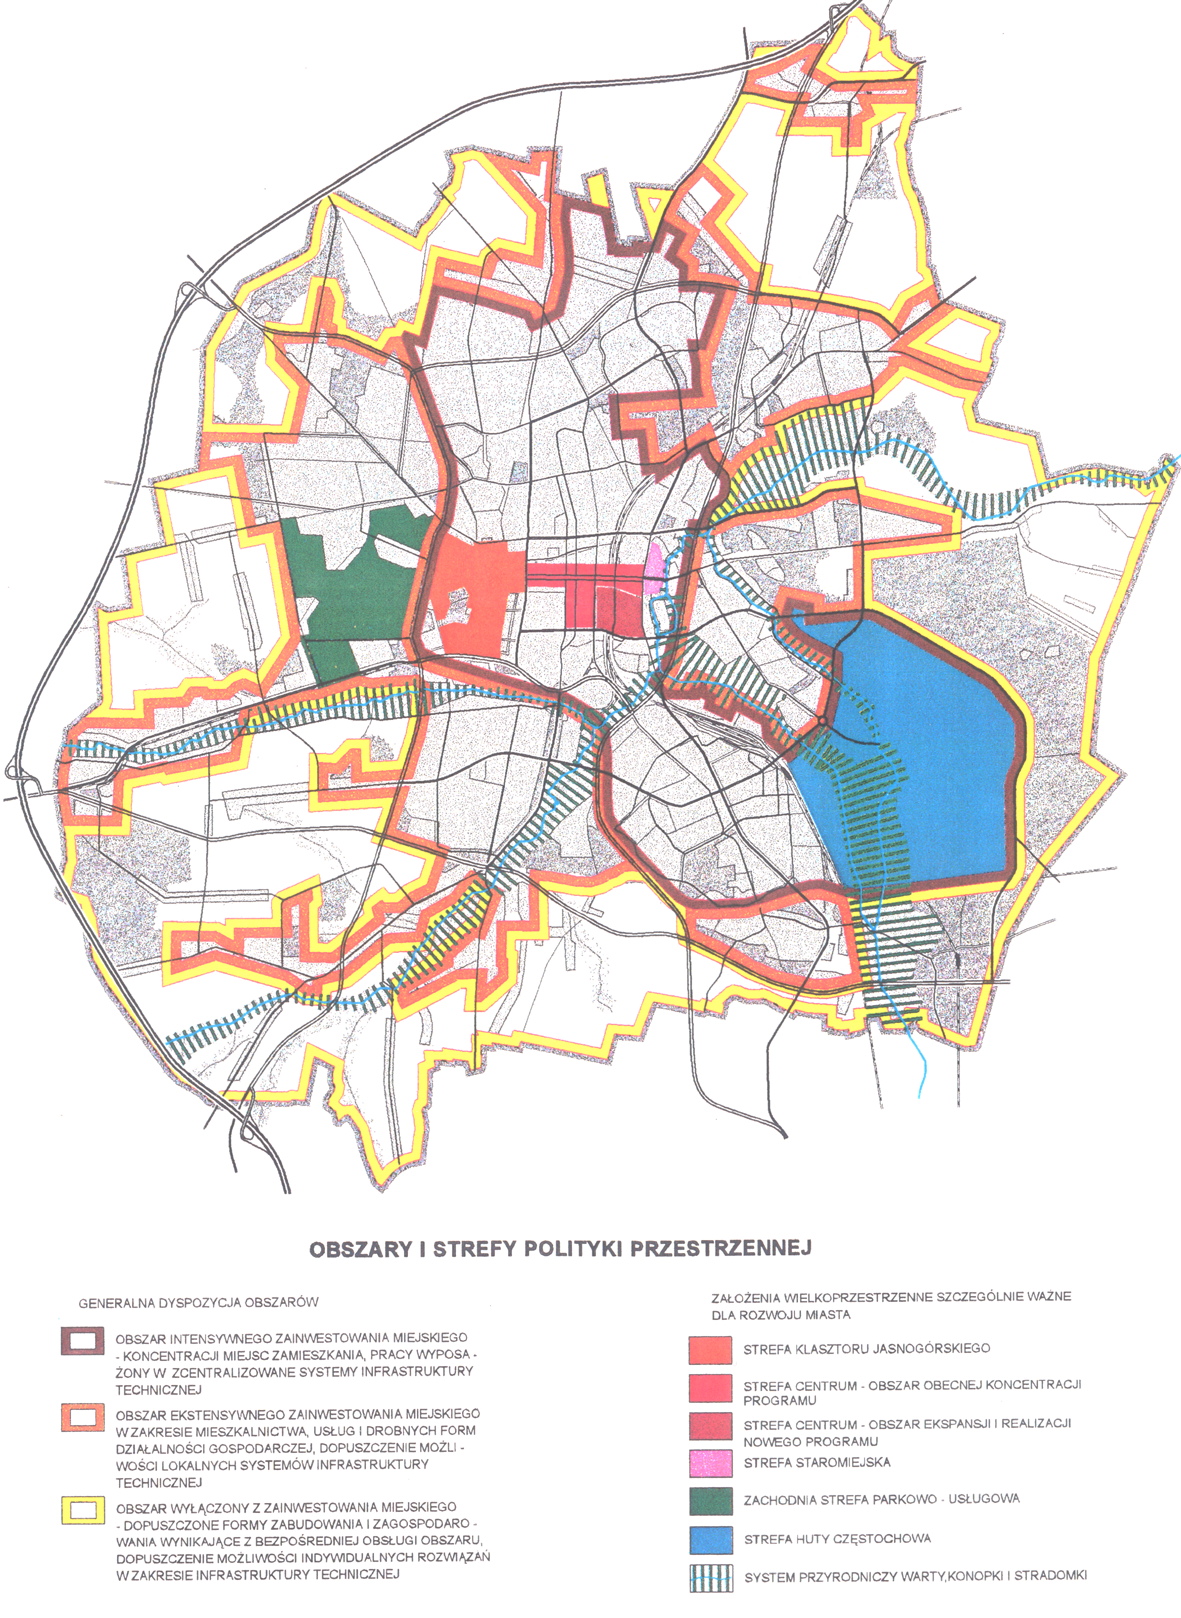 OBSZARY I STREFY POLITYKI PRZESTRZENNEJ
GENERALNA DYSPOZYCJA OBSZARÓW
OBSZAR INTENSYWNEGO ZAINWESTOWANIA MIEJSKIEGO
- KONCENTRACJI MIEJSC ZAMIESZKANIA, PRACY WYPOSA -
ŻONY W ZCENTRALIZOWANE SYSTEMY INFRASTRUKTURY
TECHNICZNEJ
OBSZAR EKSTENSYWNEGO ZAINWESTOWANIA MIEJSKIEGO
W ZAKRESIE MIESZKALNICTWA, USŁUG I DROBNYCH FORM
DZIAŁALNOŚCI GOSPODARCZEJ, DOPUSZCZENIE MOŻLI -
WOŚCI LOKALNYCH SYSTEMÓW INFRASTRUKTURY
TECHNICZNEJ
OBSZAR WYŁĄCZONY Z ZAINWESTOWANIA MIEJSKIEGO
- DOPUSZCZONE FORMY ZABUDOWANIA I ZAGOSPODARO -
WANIA WYNIKAJĄCE Z BEZPOŚREDNIEJ OBSŁUGI OBSZARU,
DOPUSZCZENIE MOŻLIWOŚCI INDYWIDUALNYCH ROZWIĄZAŃ
W ZAKRESIE INFRASTRUKTURY TECHNICZNEJ
ZAŁOŻENIA WIELKOPRZESTRZENNE SZCZEGÓLNIE WAŻNE
DLA ROZWOJU MIASTA
STREFA KLASZTORU JASNOGÓRSKIEGO
STREFA CENTRUM - OBSZAR OBECNEJ KONCENTRACJI
PROGRAMU
STREFA CENTRUM - OBSZAR EKSPANSJI I REALIZACJI
NOWEGO PROGRAMU
STREFA STAROMIEJSKA
ZACHODNIA STREFA PARKOWO - USŁUGOWA
STREFA HUTY CZĘSTOCHOWA
SYSTEM PRZYRODNICZY WARTY,KONOPKI I STRADOMKI